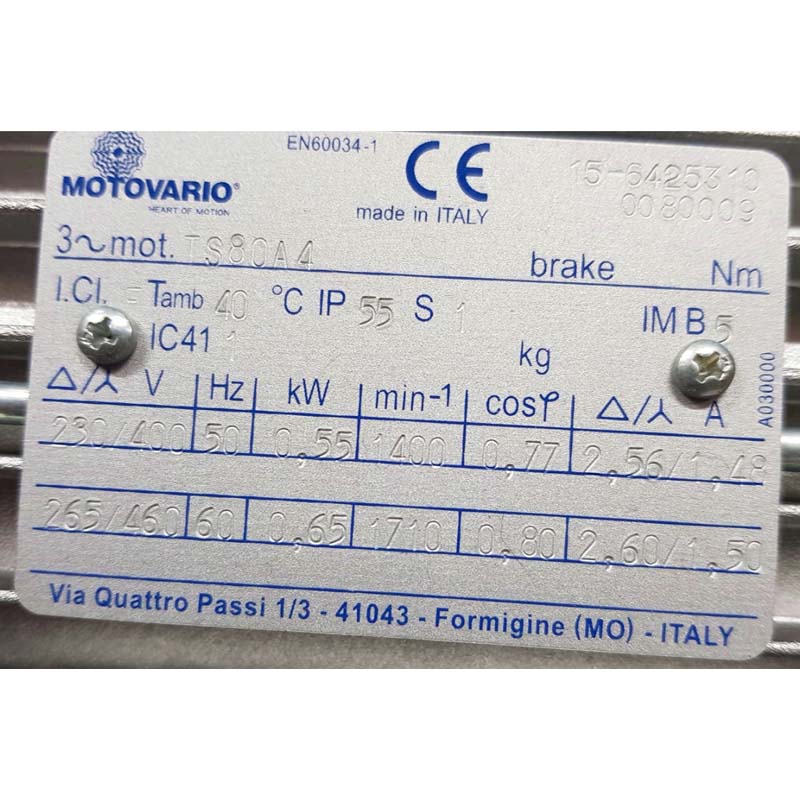 MOTOVARIO®
HEART OF MOTION
EN60034-1
CE
made in ITALY
15-6425310
0080009
3~mot. TS80A4 brake Nm
I.Cl. F Tamb 40 °C IP 55 S 1 IM B5
IC41 1 kg
A030000
Δ/⅄ V Hz kW min-1 cosφ Δ/⅄ A
230/400 50 0,55 1400 0,77 2,56/1,48
265/460 60 0,65 1710 0,80 2,60/1,50
Via Quattro Passi 1/3 - 41043 - Formigine (MO) - ITALY